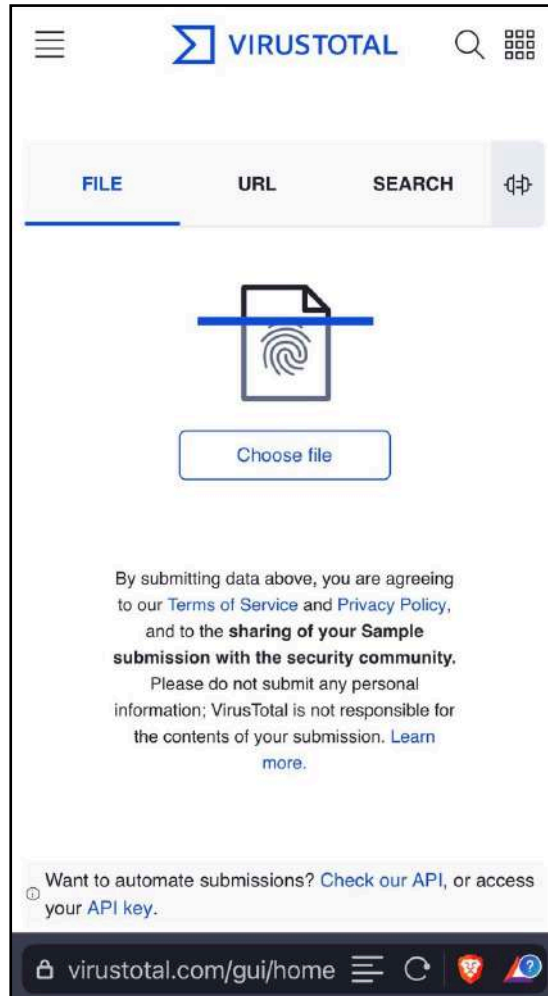 VIRUSTOTAL
FILE URL SEARCH
Choose file
By submitting data above, you are agreeing
to our Terms of Service and Privacy Policy,
and to the sharing of your Sample
submission with the security community.
Please do not submit any personal
information; VirusTotal is not responsible for
the contents of your submission. Learn
more.
Want to automate submissions? Check our API, or access
your API key.
virustotal.com/gui/home
?